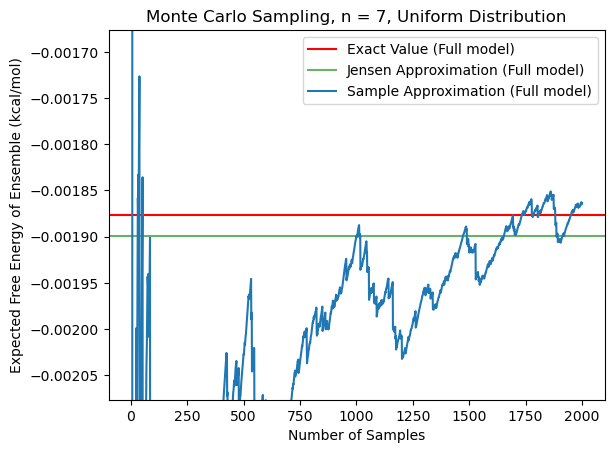 Monte Carlo Sampling, n = 7, Uniform Distribution
Exact Value (Full model)
Jensen Approximation (Full model)
Sample Approximation (Full model)
Expected Free Energy of Ensemble (kcal/mol)
−0.00170
−0.00175
−0.00180
−0.00185
−0.00190
−0.00195
−0.00200
−0.00205
0 250 500 750 1000 1250 1500 1750 2000
Number of Samples